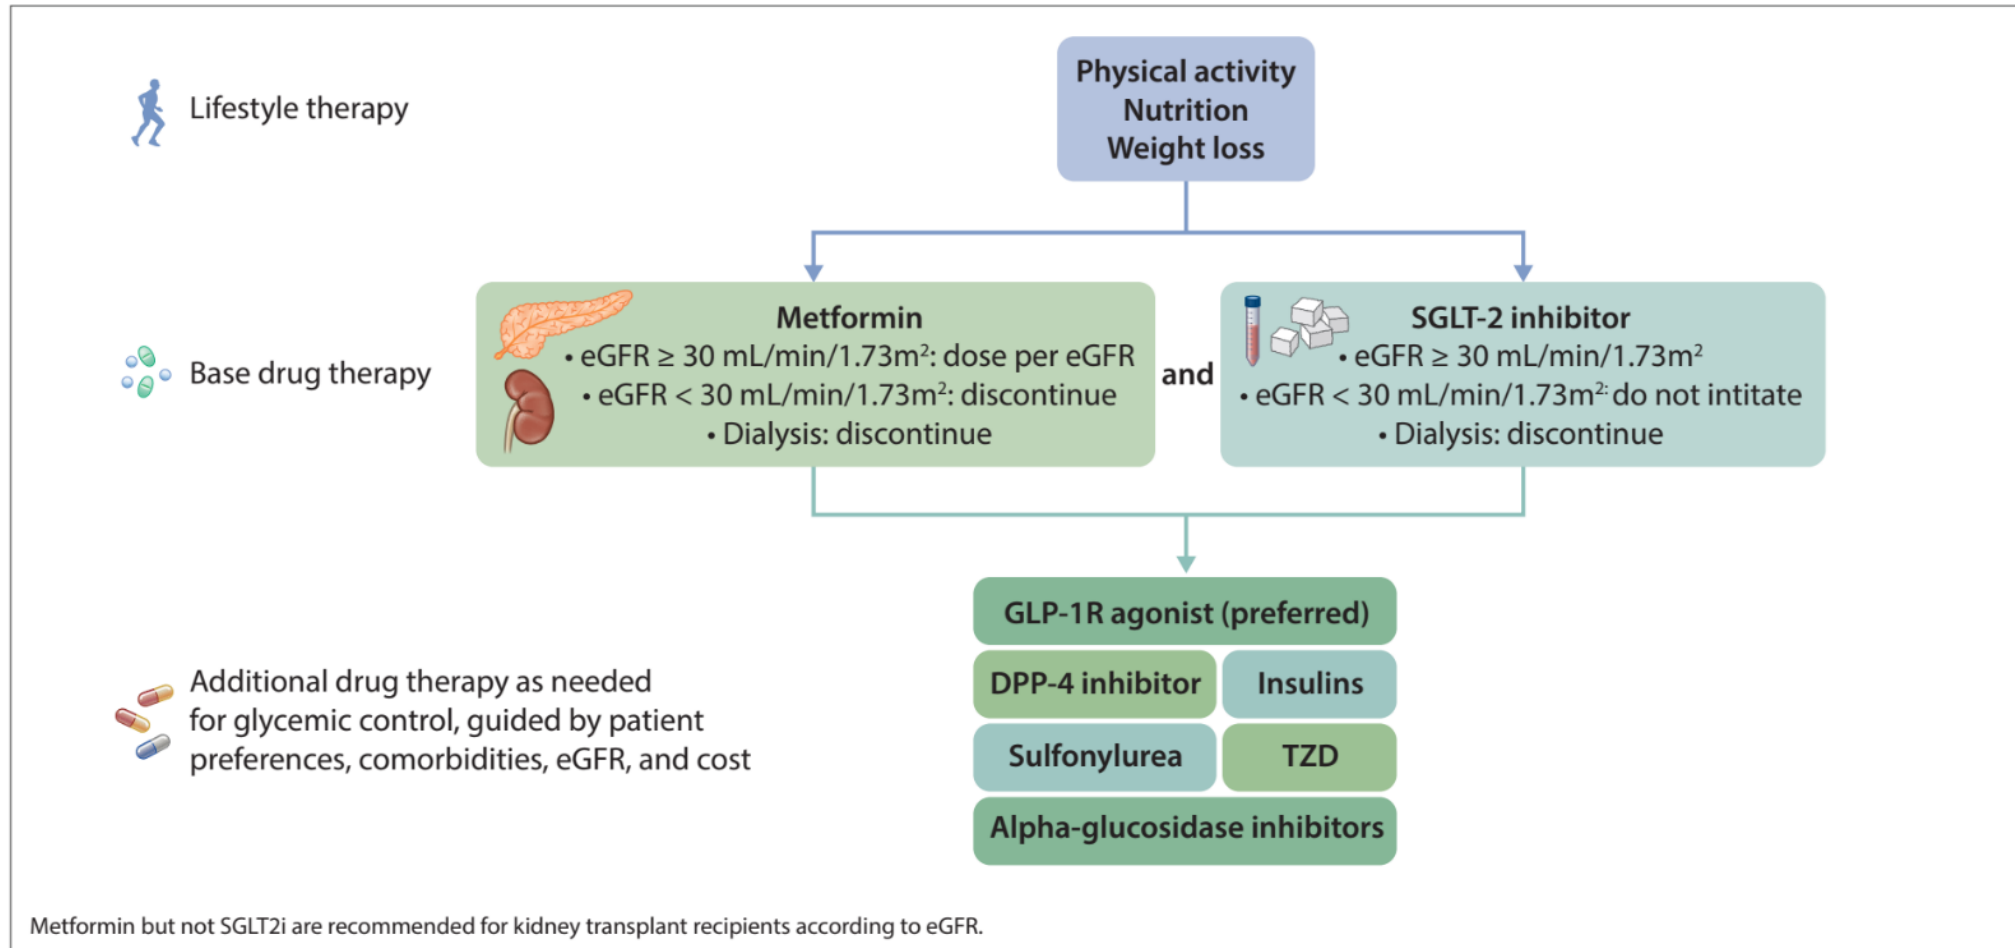 Lifestyle therapy
Physical activity
Nutrition
Weight loss
Base drug therapy
Metformin
• eGFR ≥ 30 mL/min/1.73m²: dose per eGFR
• eGFR < 30 mL/min/1.73m²: discontinue
• Dialysis: discontinue
and
SGLT-2 inhibitor
• eGFR ≥ 30 mL/min/1.73m²
• eGFR < 30 mL/min/1.73m²: do not intitate
• Dialysis: discontinue
Additional drug therapy as needed
for glycemic control, guided by patient
preferences, comorbidities, eGFR, and cost
GLP-1R agonist (preferred)
DPP-4 inhibitor
Insulins
Sulfonylurea
TZD
Alpha-glucosidase inhibitors
Metformin but not SGLT2i are recommended for kidney transplant recipients according to eGFR.